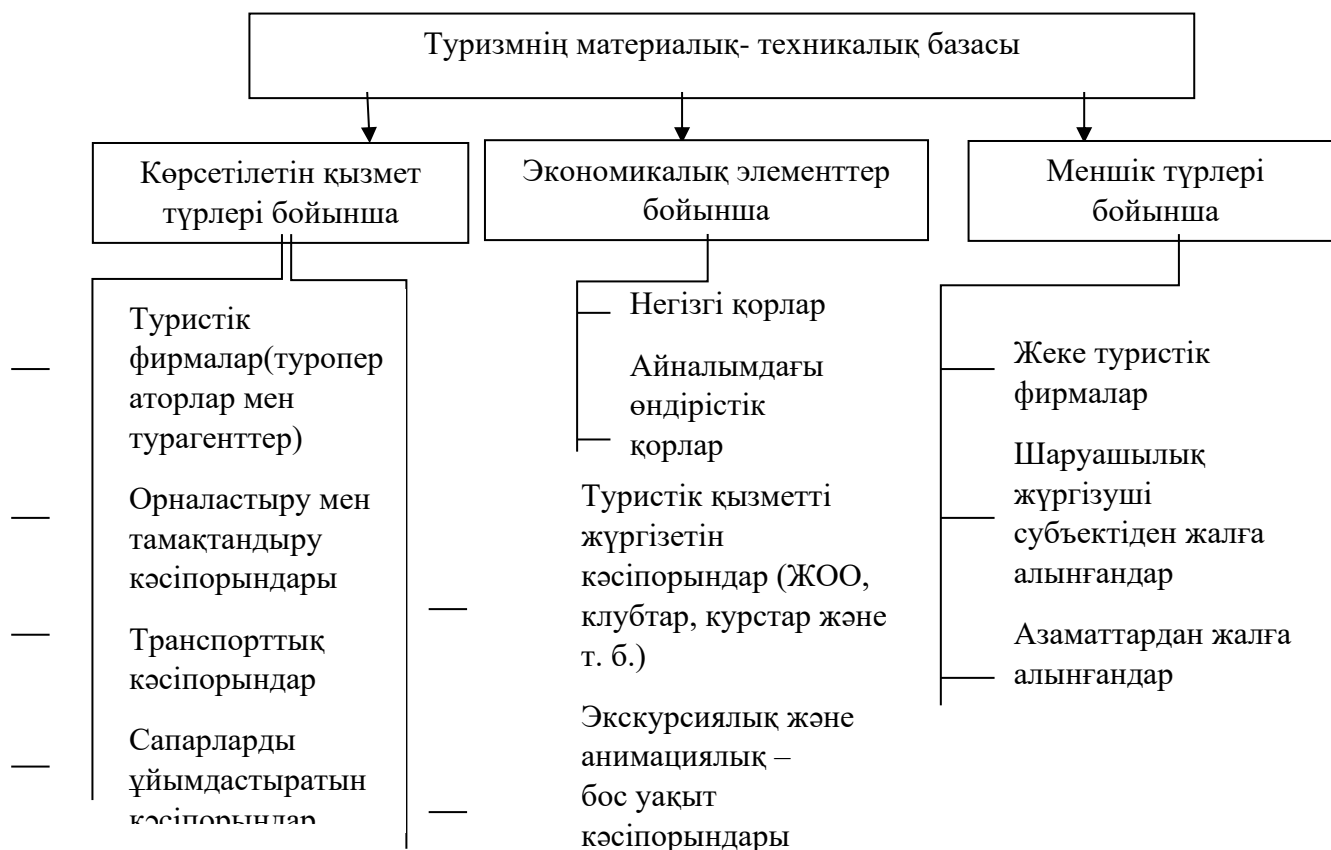 Туризмнің материалық- техникалық базасы
Көрсетілетін қызмет
түрлері бойынша
Экономикалық элементтер
бойынша
Меншік түрлері
бойынша
Туристік
фирмалар(туропер
аторлар мен
турагенттер)
Орналастыру мен
тамақтандыру
кәсіпорындары
Транспорттық
кәсіпорындар
Сапарларды
ұйымдастыратын
кәсіпорындар
Негізгі қорлар
Айналымдағы
өндірістік
қорлар
Туристік қызметті
жүргізетін
кәсіпорындар (ЖОО,
клубтар, курстар және
т. б.)
Экскурсиялық және
анимациялық –
бос уақыт
кәсіпорындары
Жеке туристік
фирмалар
Шаруашылық
жүргізуші
субъектіден жалға
алынғандар
Азаматтардан жалға
алынғандар